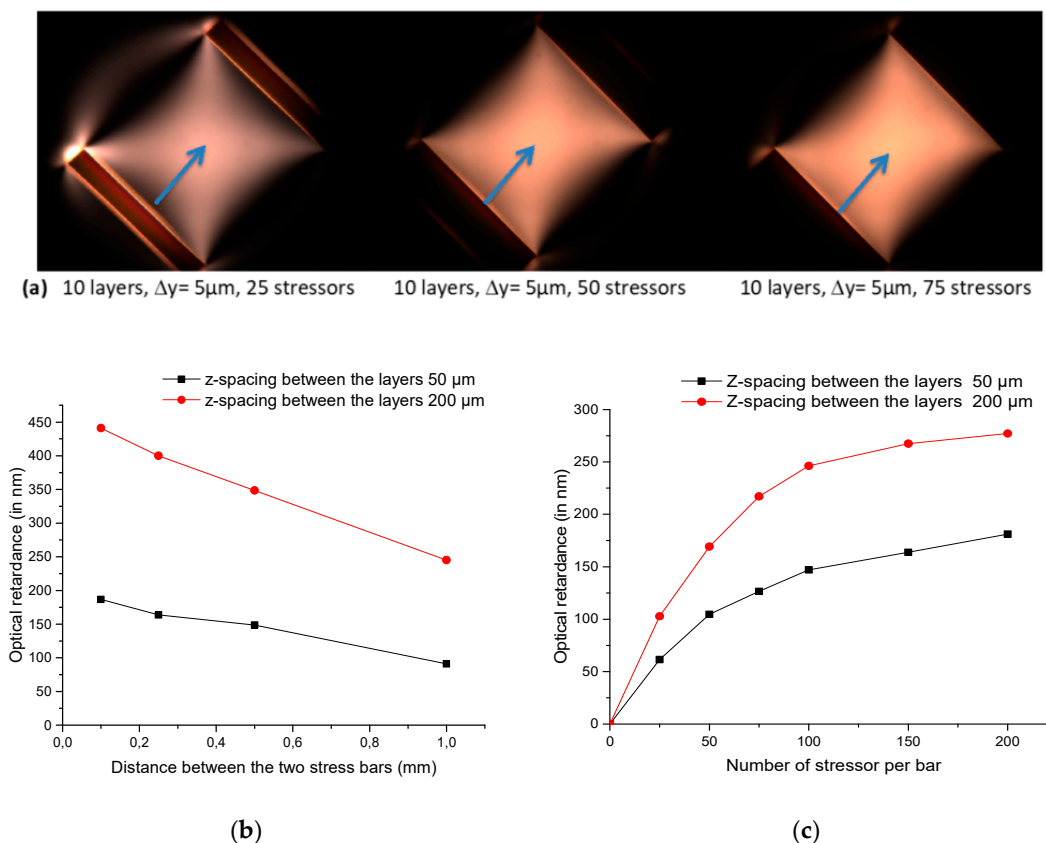 (a) 10 layers, Δy= 5µm, 25 stressors 10 layers, Δy= 5µm, 50 stressors 10 layers, Δy= 5µm, 75 stressors
z-spacing between the layers 50 µm
z-spacing between the layers 200 µm
Optical retardance (in nm)
450
400
350
300
250
200
150
100
50
0
0,0 0,2 0,4 0,6 0,8 1,0
Distance between the two stress bars (mm)
(b)
Z-spacing between the layers 50 µm
Z-spacing between the layers 200 µm
Optical retardance (in nm)
300
250
200
150
100
50
0
0 50 100 150 200
Number of stressor per bar
(c)